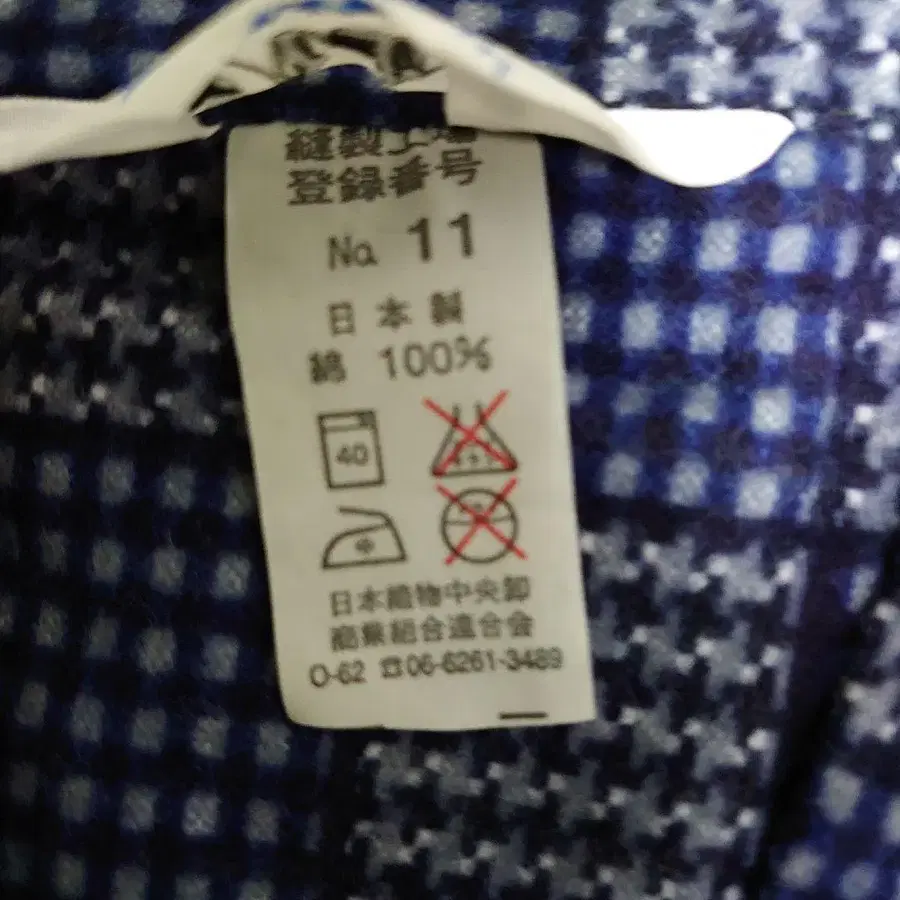 縫製工場
登録番号
No. 11
日本製
綿 100%
40
中
日本織物中央卸
商業組合連合会
O-62 ☎06-6261-3489